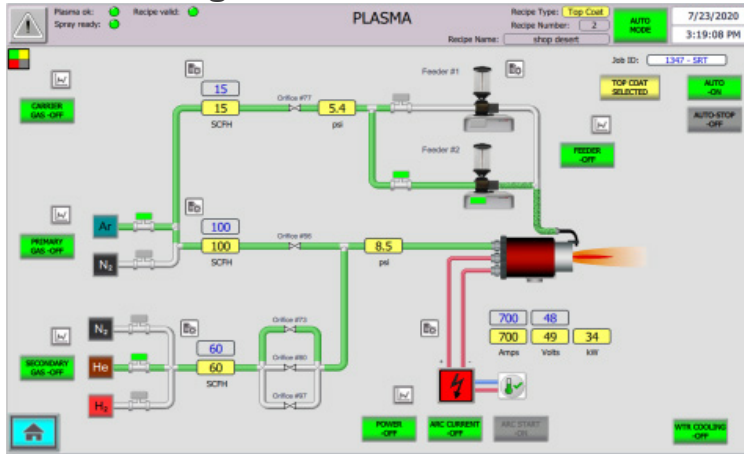 Plasma ok:
Recipe valid:
Spray ready:
PLASMA
Recipe Type: Top Coat
Recipe Number: 2
Recipe Name: shop desert
AUTO
MODE
7/23/2020
3:19:08 PM
Job ID: 1347 - SRT
TOP COAT
SELECTED
AUTO
-ON
AUTO-STOP
-OFF
CARRIER
GAS -OFF
15
15
SCFH
Orifice #77
5.4
psi
Feeder #1
Feeder #2
FEEDER
-OFF
PRIMARY
GAS -OFF
Ar
N₂
100
100
SCFH
8.5
psi
SECONDARY
GAS -OFF
N₂
He
H₂
60
60
SCFH
Orifice #73
Orifice #80
Orifice #97
700 48
700 49 34
Amps Volts kW
+ -
POWER
-OFF
ARC CURRENT
-OFF
ARC START
-ON
WTR COOLING
-OFF